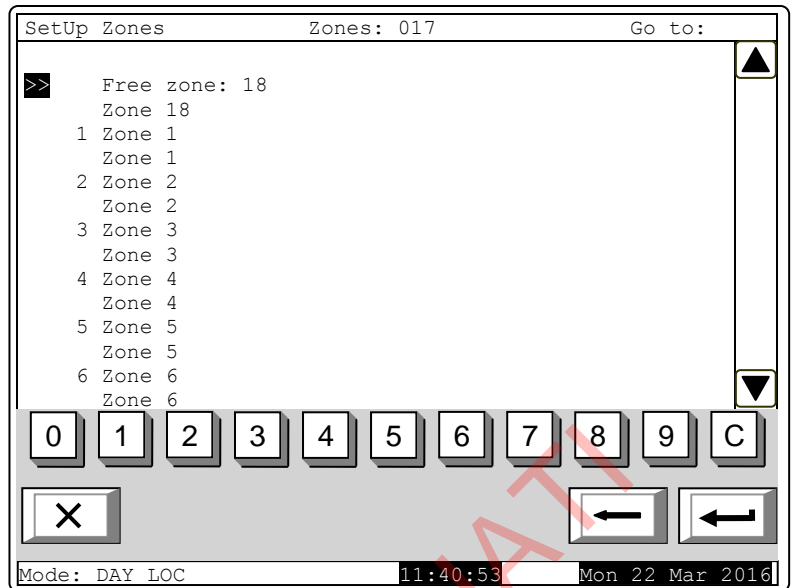 SetUp Zones Zones: 017 Go to:
>> Free zone: 18
Zone 18
1 Zone 1
Zone 1
2 Zone 2
Zone 2
3 Zone 3
Zone 3
4 Zone 4
Zone 4
5 Zone 5
Zone 5
6 Zone 6
Zone 6
0 1 2 3 4 5 6 7 8 9 C
Mode: DAY LOC 11:40:53 Mon 22 Mar 2016